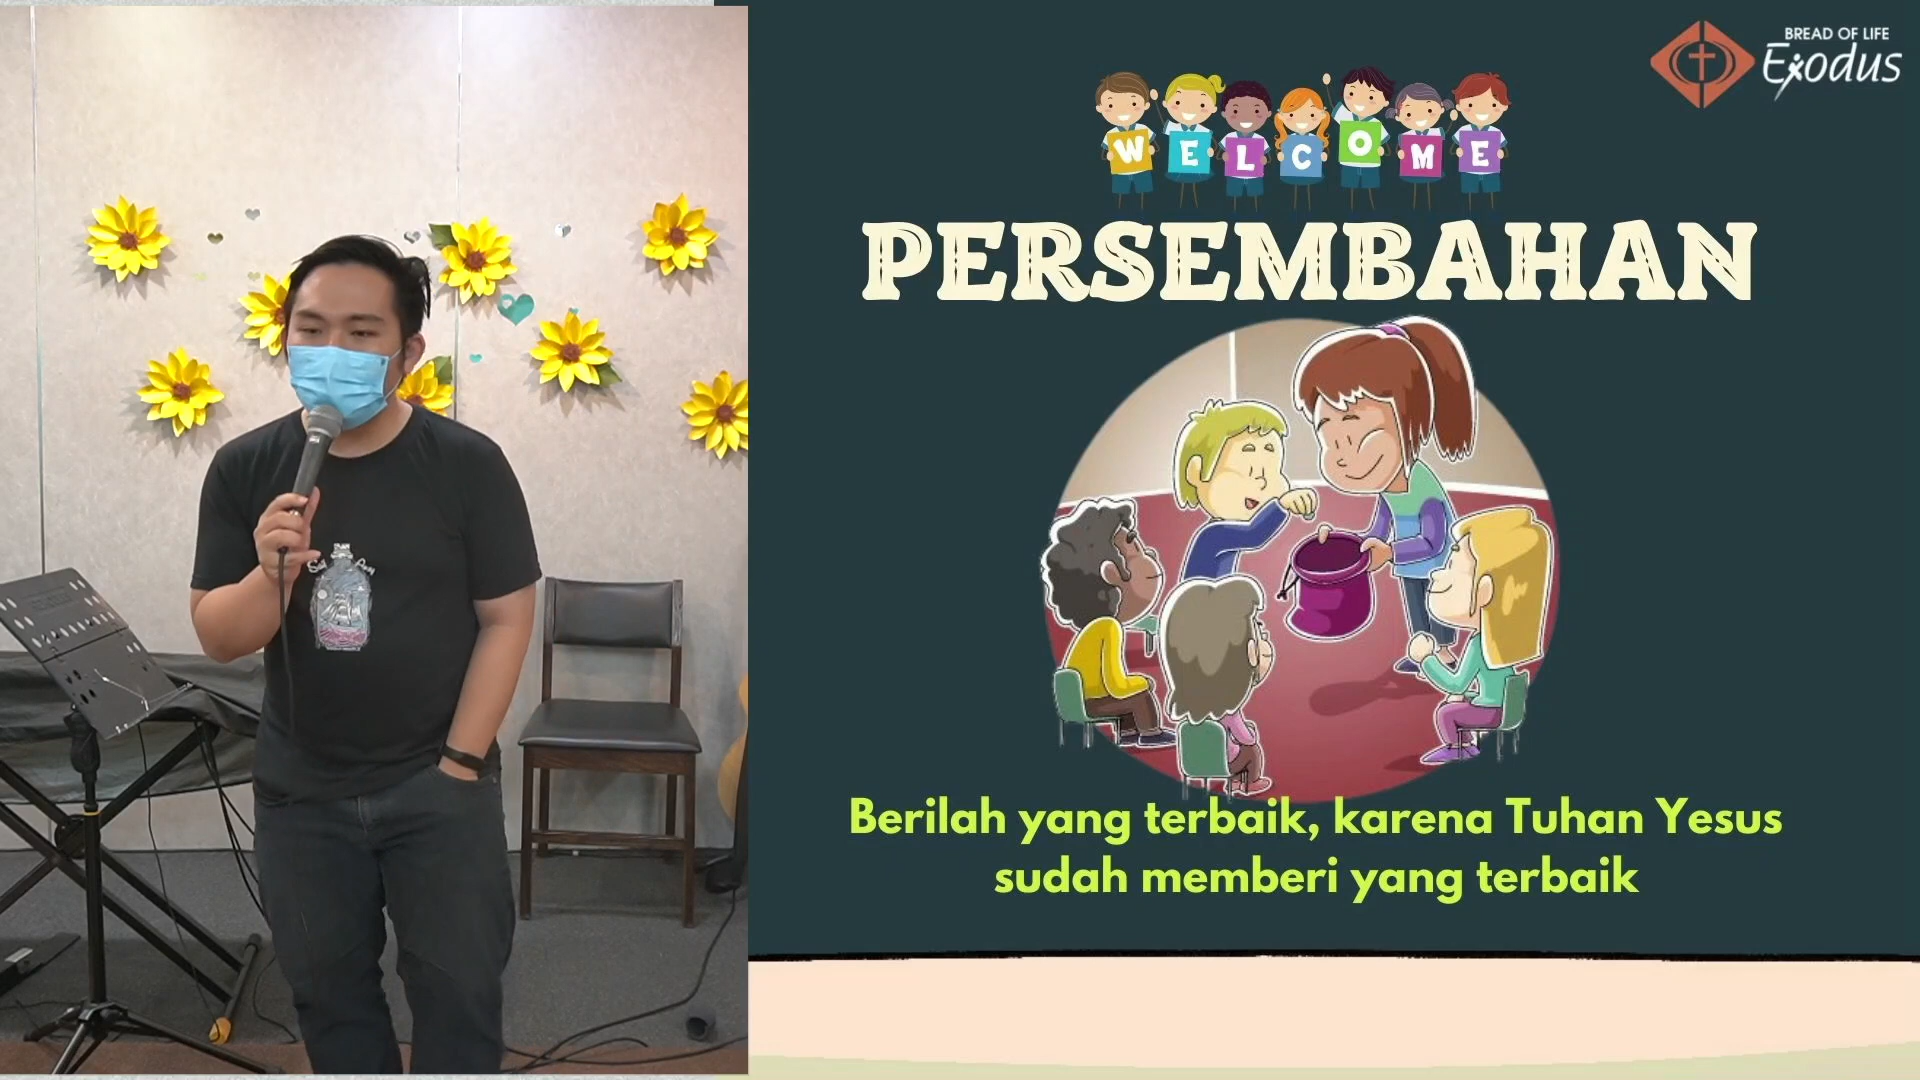 BREAD OF LIFE
Exodus
WELCOME
PERSEMBAHAN
Berilah yang terbaik, karena Tuhan Yesus
sudah memberi yang terbaik